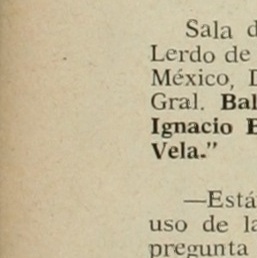 Sala d
Lerdo de
México, D
Gral. Bal
Ignacio E
Vela.”
—Está
uso de la
pregunta